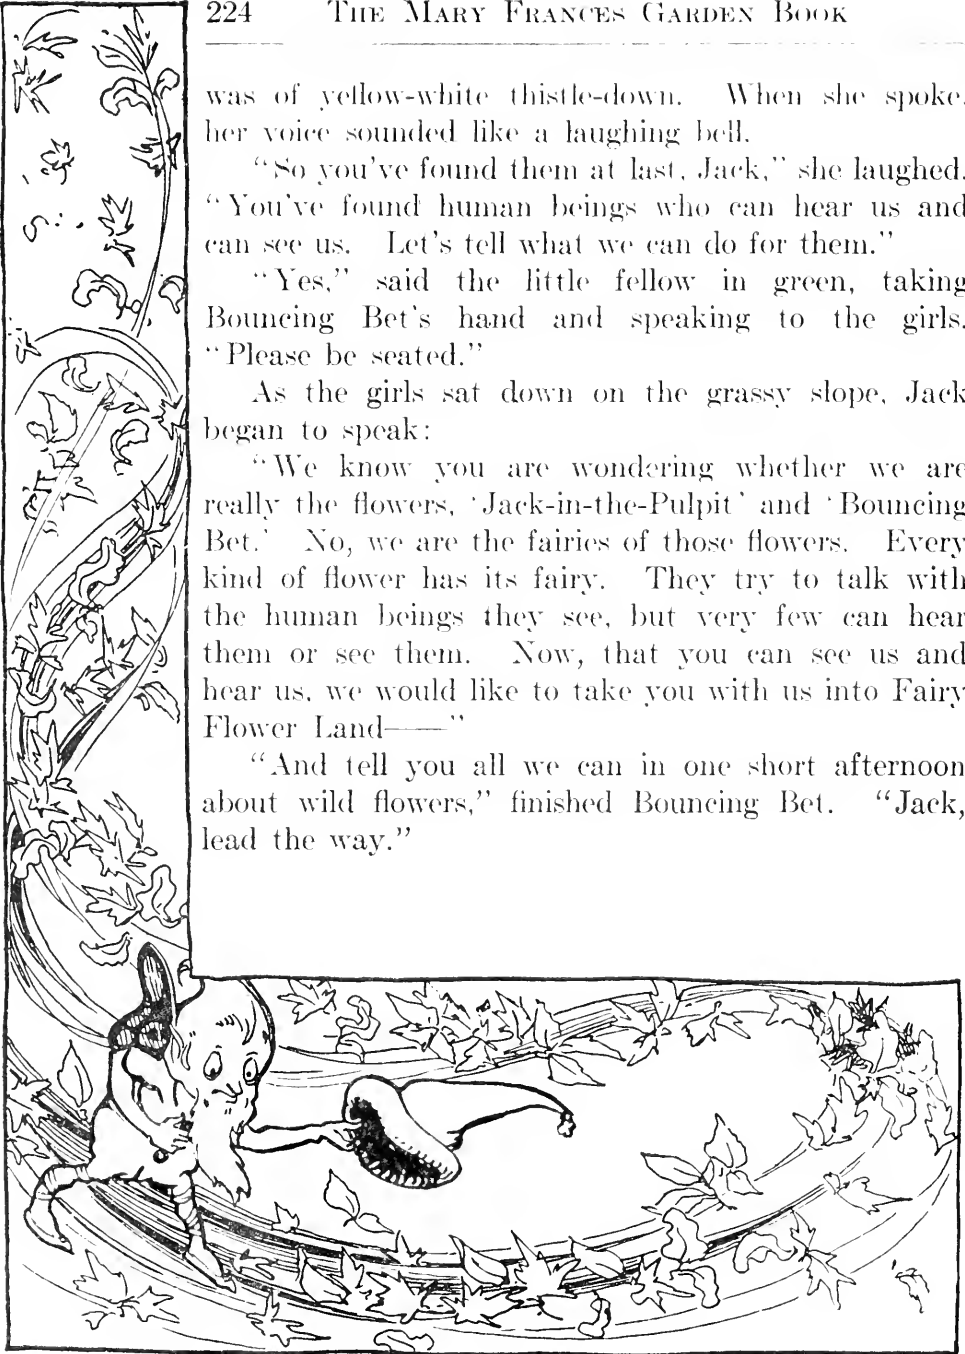 224 The Mary Frances Garden Book
was of yellow-white thistle-down. When she spoke,
her voice sounded like a laughing bell.
"So you've found them at last, Jack," she laughed.
"You've found human beings who can hear us and
can see us. Let's tell what we can do for them."
"Yes," said the little fellow in green, taking
Bouncing Bet's hand and speaking to the girls.
"Please be seated."
As the girls sat down on the grassy slope, Jack
began to speak:
"We know you are wondering whether we are
really the flowers, 'Jack-in-the-Pulpit' and 'Bouncing
Bet.' No, we are the fairies of those flowers. Every
kind of flower has its fairy. They try to talk with
the human beings they see, but very few can hear
them or see them. Now, that you can see us and
hear us, we would like to take you with us into Fairy
Flower Land——"
"And tell you all we can in one short afternoon
about wild flowers," finished Bouncing Bet. "Jack,
lead the way."